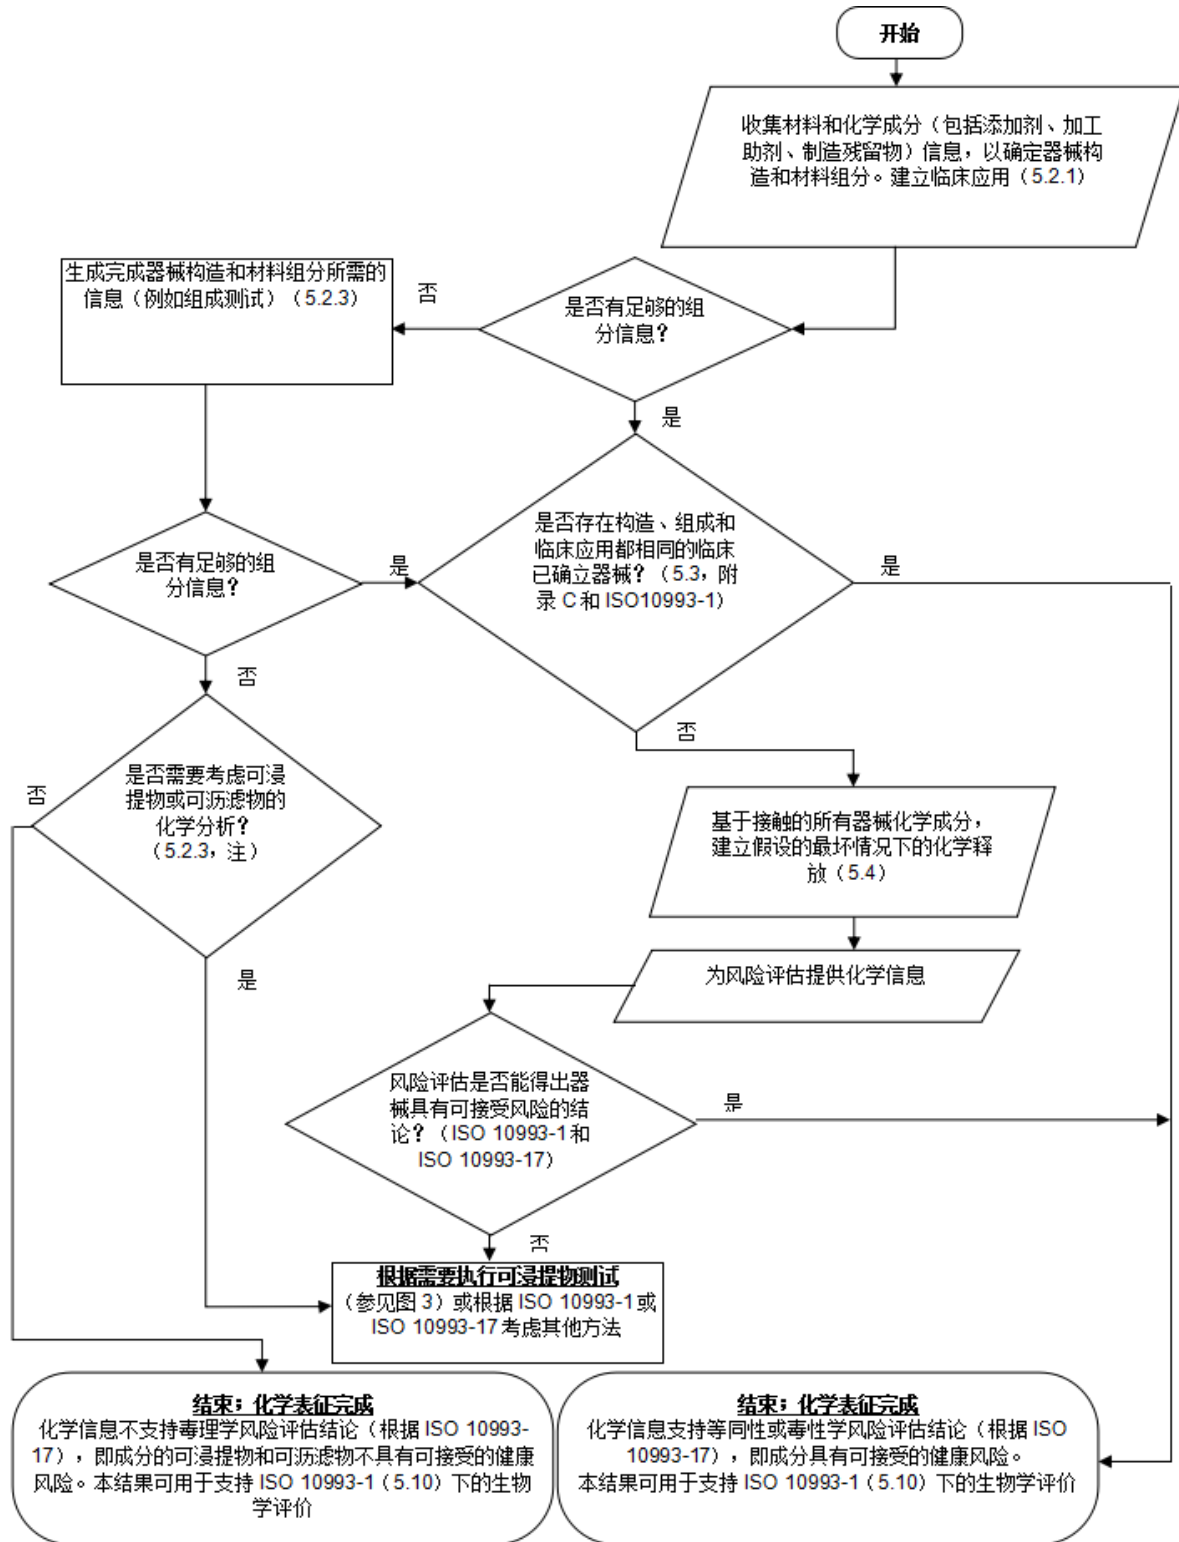 开始
收集材料和化学成分（包括添加剂、加工
助剂、制造残留物）信息，以确定器械构
造和材料组分。建立临床应用（5.2.1）
生成完成器械构造和材料组分所需的
信息（例如组成测试）（5.2.3）
否
是否有足够的组
分信息？
是
是否存在构造、组成和
临床应用都相同的临床
已确立器械？（5.3，附
录 C 和 ISO10993-1）
是
是否有足够的组
分信息？
是
否
否
是否需要考虑可浸
提物或可沥滤物的
化学分析？
（5.2.3，注）
是
否
基于接触的所有器械化学成分，
建立假设的最坏情况下的化学释
放（5.4）
为风险评估提供化学信息
风险评估是否能得出器
械具有可接受风险的结
论？（ISO 10993-1 和
ISO 10993-17）
是
否
根据需要执行可浸提物测试
（参见图 3）或根据 ISO 10993-1 或
ISO 10993-17 考虑其他方法
结束；化学表征完成
化学信息不支持毒理学风险评估结论（根据 ISO 10993-
17），即成分的可浸提物和可沥滤物不具有可接受的健康
风险。本结果可用于支持 ISO 10993-1（5.10）下的生物
学评价
结束；化学表征完成
化学信息支持等同性或毒性学风险评估结论（根据 ISO
10993-17），即成分具有可接受的健康风险。
本结果可用于支持 ISO 10993-1（5.10）下的生物学评价